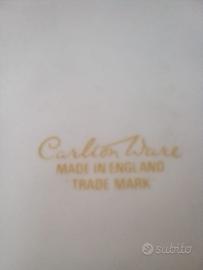 Carlton Ware
MADE IN ENGLAND
TRADE MARK
subito